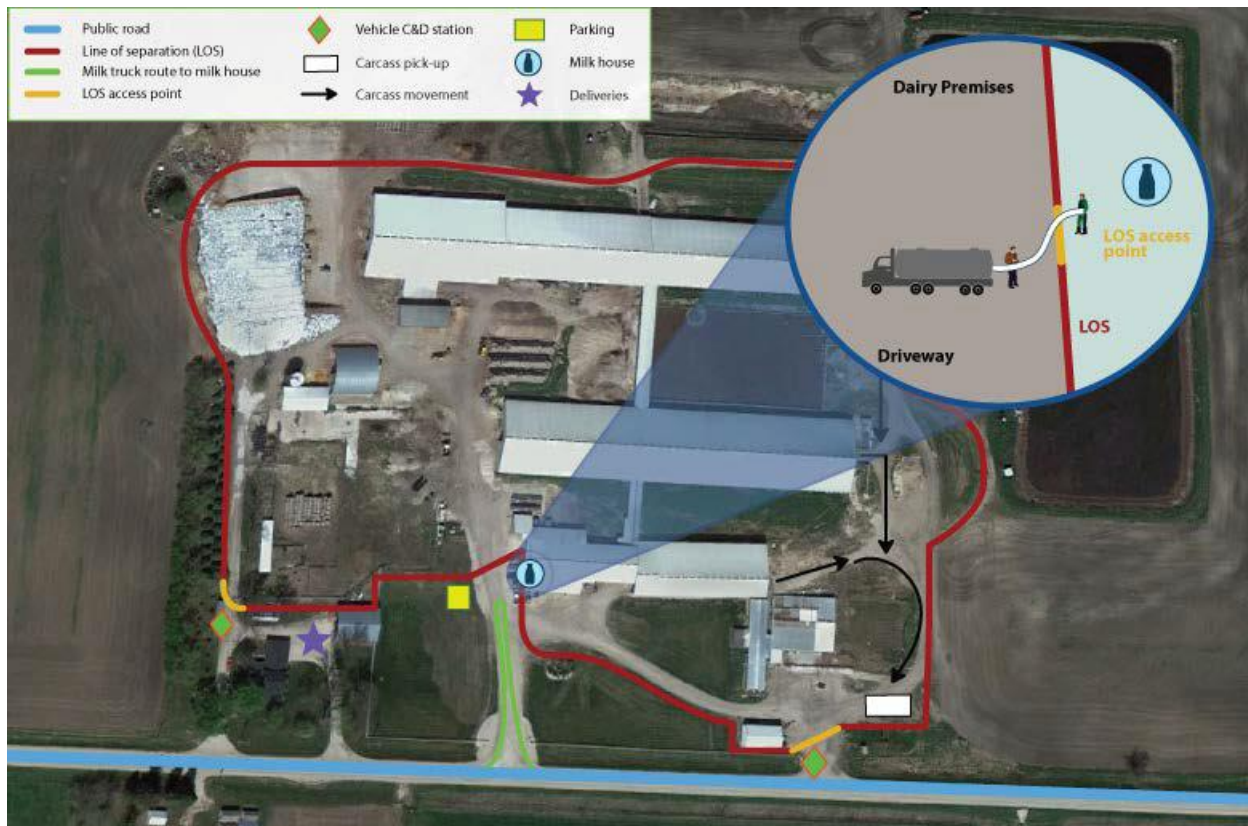 Public road
Line of separation (LOS)
Milk truck route to milk house
LOS access point
Vehicle C&D station
Carcass pick-up
Carcass movement
Parking
Milk house
Deliveries
Dairy Premises
LOS access
point
LOS
Driveway